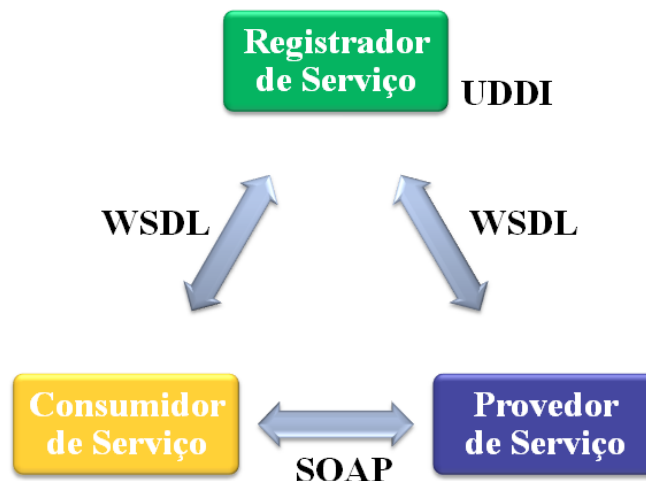 Registrador
de Serviço
UDDI
WSDL
WSDL
Consumidor
de Serviço
Provedor
de Serviço
SOAP